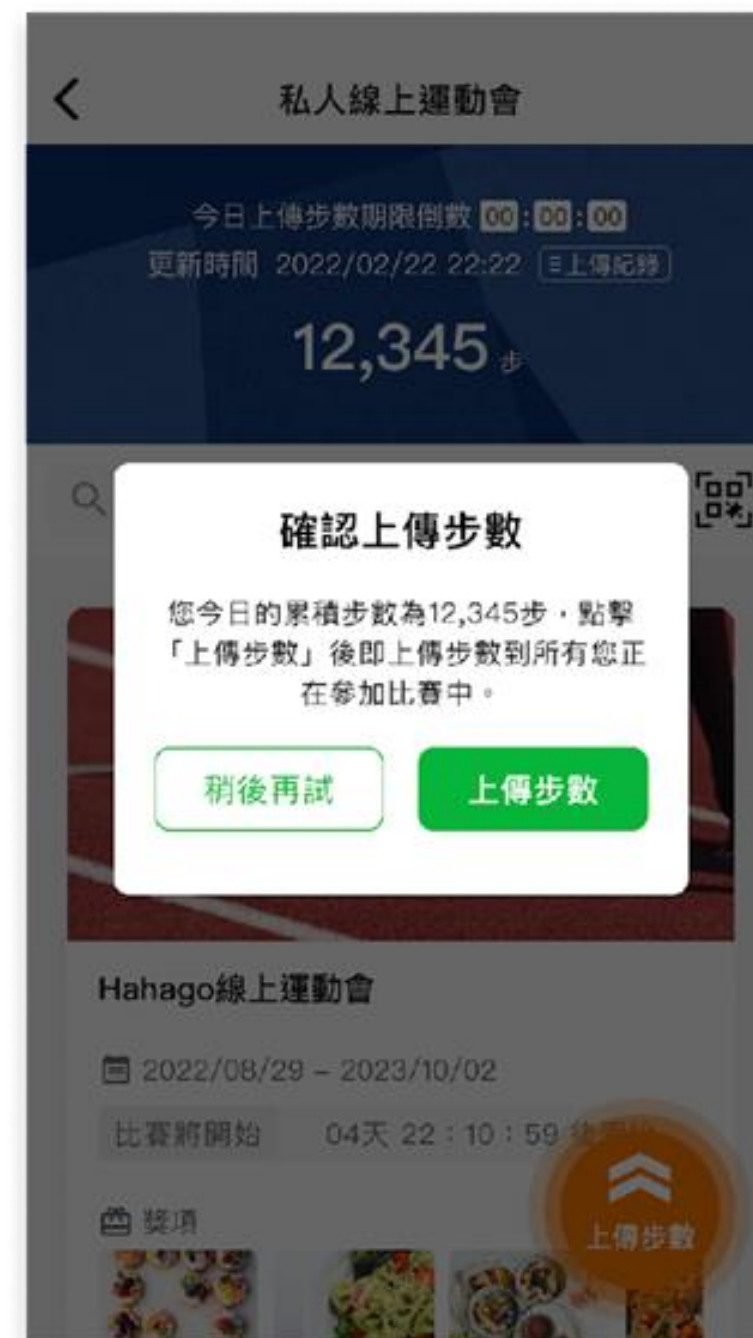 私人線上運動會
今日上傳步數期限倒數 00:00:00
更新時間 2022/02/22 22:22 上傳記錄
12,345 步
確認上傳步數
您今日的累積步數為12,345步，點擊
「上傳步數」後即上傳步數到所有您正
在參加比賽中。
稍後再試 上傳步數
Hahago線上運動會
2022/08/29 – 2023/10/02
比賽將開始 04天 22：10：59
獎項
上傳步數